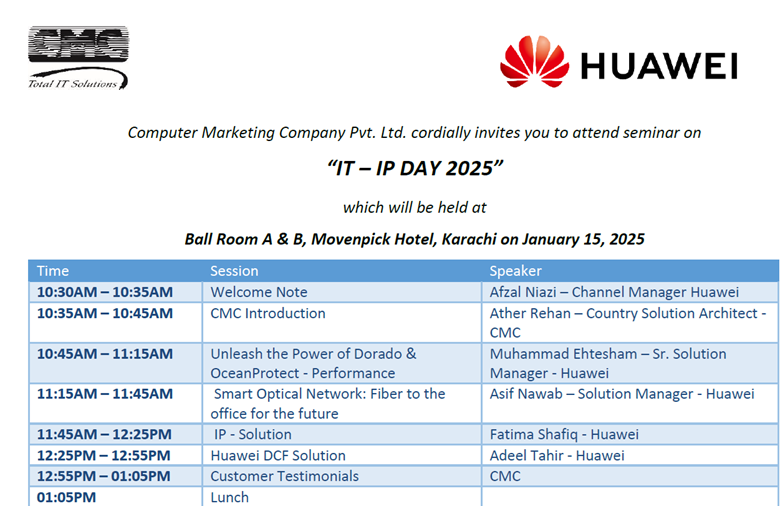 CMC
Total IT Solutions
HUAWEI
Computer Marketing Company Pvt. Ltd. cordially invites you to attend seminar on
“IT – IP DAY 2025”
which will be held at
Ball Room A & B, Movenpick Hotel, Karachi on January 15, 2025
Time Session Speaker
10:30AM – 10:35AM Welcome Note Afzal Niazi – Channel Manager Huawei
10:35AM – 10:45AM CMC Introduction Ather Rehan – Country Solution Architect -
CMC
10:45AM – 11:15AM Unleash the Power of Dorado & Muhammad Ehtesham – Sr. Solution
OceanProtect - Performance Manager - Huawei
11:15AM – 11:45AM Smart Optical Network: Fiber to the Asif Nawab – Solution Manager - Huawei
office for the future
11:45AM – 12:25PM IP - Solution Fatima Shafiq - Huawei
12:25PM – 12:55PM Huawei DCF Solution Adeel Tahir - Huawei
12:55PM – 01:05PM Customer Testimonials CMC
01:05PM Lunch